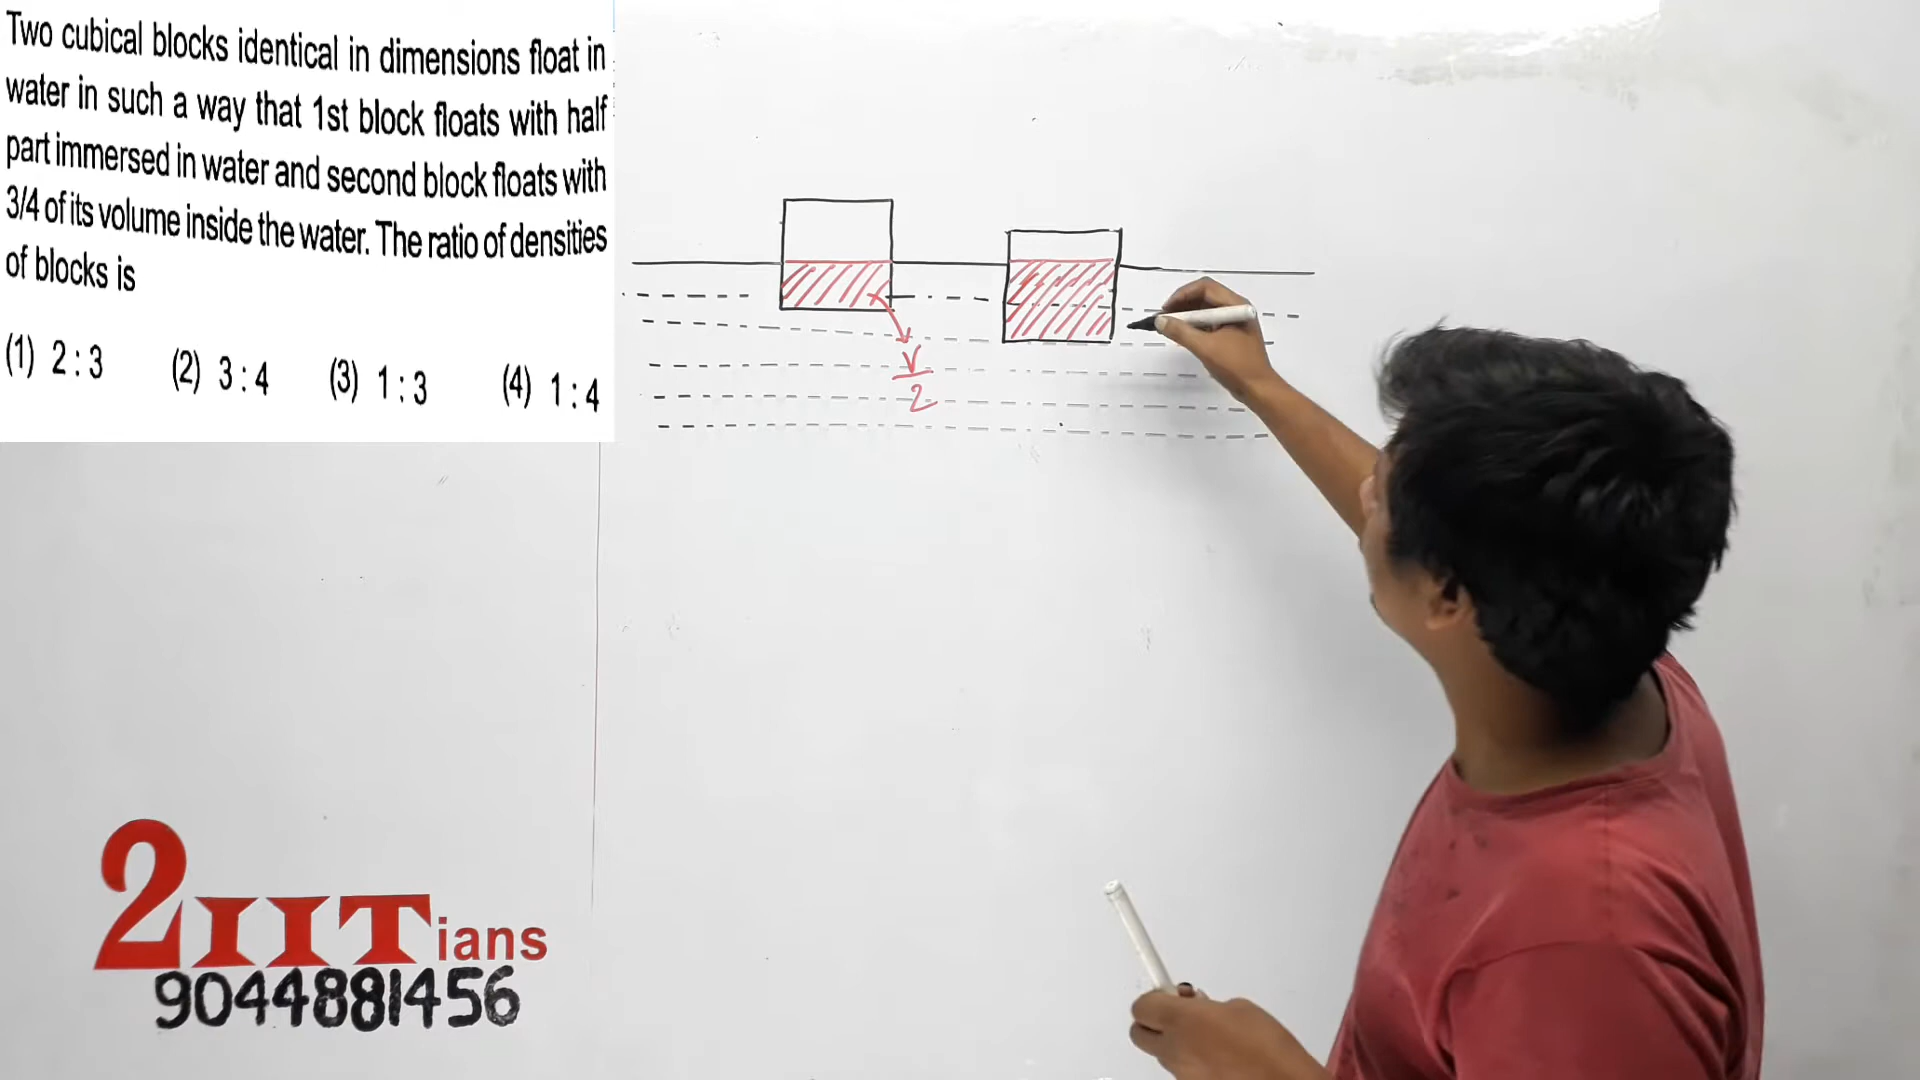 Two cubical blocks identical in dimensions float in
water in such a way that 1st block floats with half
part immersed in water and second block floats with
3/4 of its volume inside the water. The ratio of densities
of blocks is
(1) 2 : 3 (2) 3 : 4 (3) 1 : 3 (4) 1 : 4
V
2
2IITians
9044881456